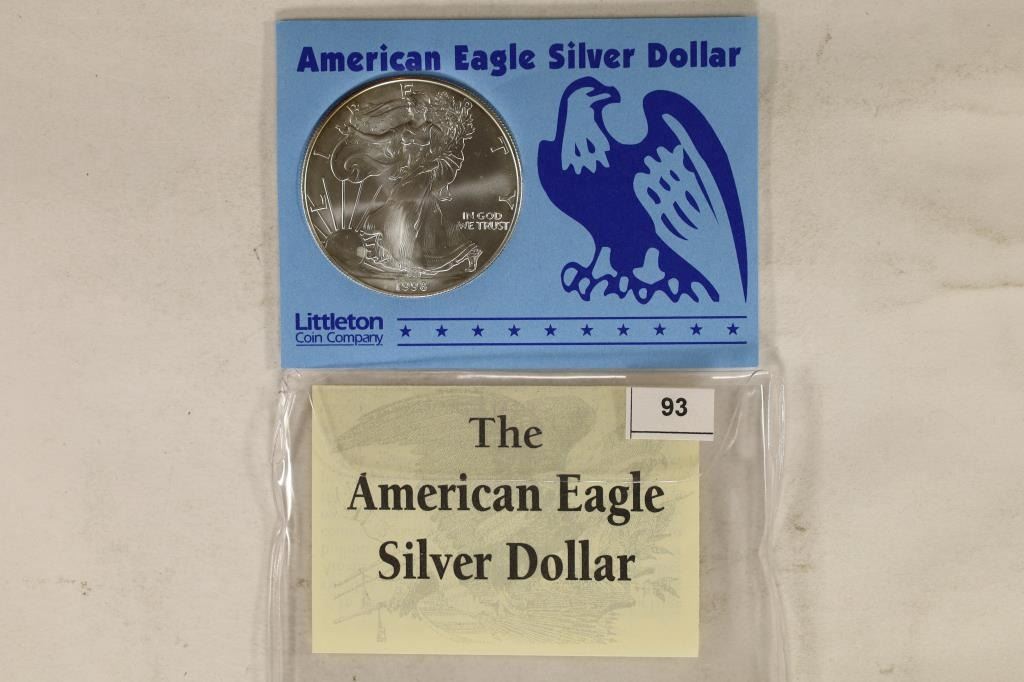 American Eagle Silver Dollar
LIBERTY
IN GOD
WE TRUST
1998
Littleton
Coin Company
93
The
American Eagle
Silver Dollar